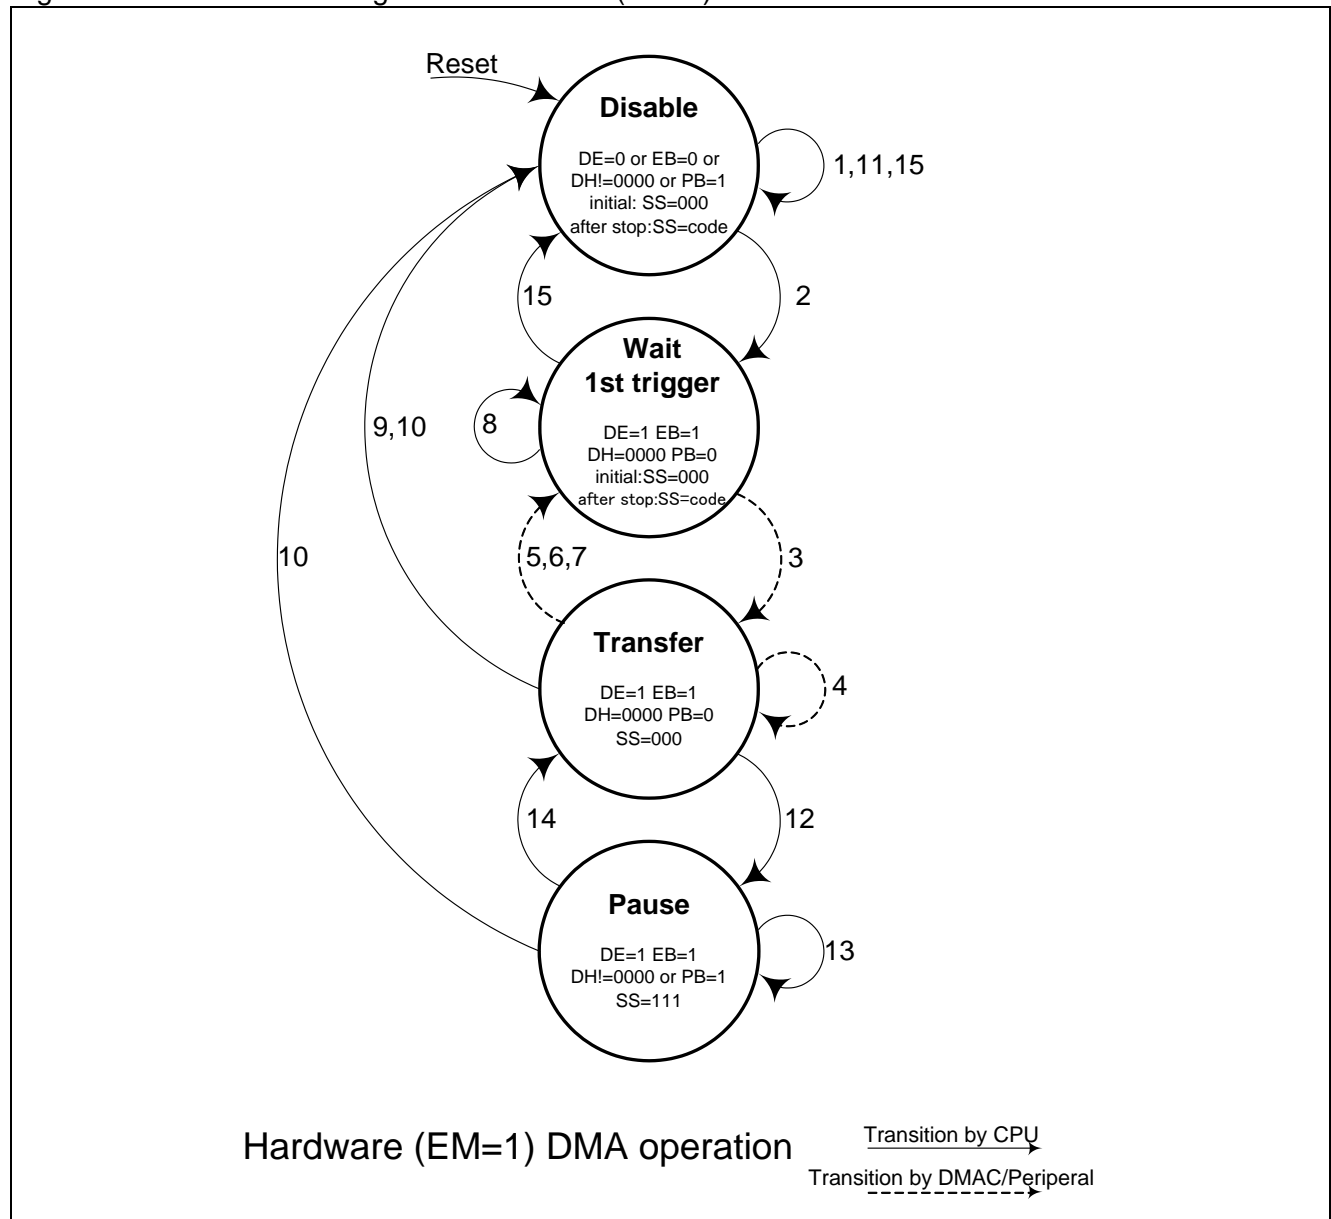 Reset
Disable
DE=0 or EB=0 or
DH!=0000 or PB=1
initial: SS=000
after stop:SS=code
1,11,15
15
2
Wait
1st trigger
DE=1 EB=1
DH=0000 PB=0
initial:SS=000
after stop:SS=code
8
9,10
10
5,6,7
3
Transfer
DE=1 EB=1
DH=0000 PB=0
SS=000
4
14
12
Pause
DE=1 EB=1
DH!=0000 or PB=1
SS=111
13
Hardware (EM=1) DMA operation
Transition by CPU
Transition by DMAC/Periperal